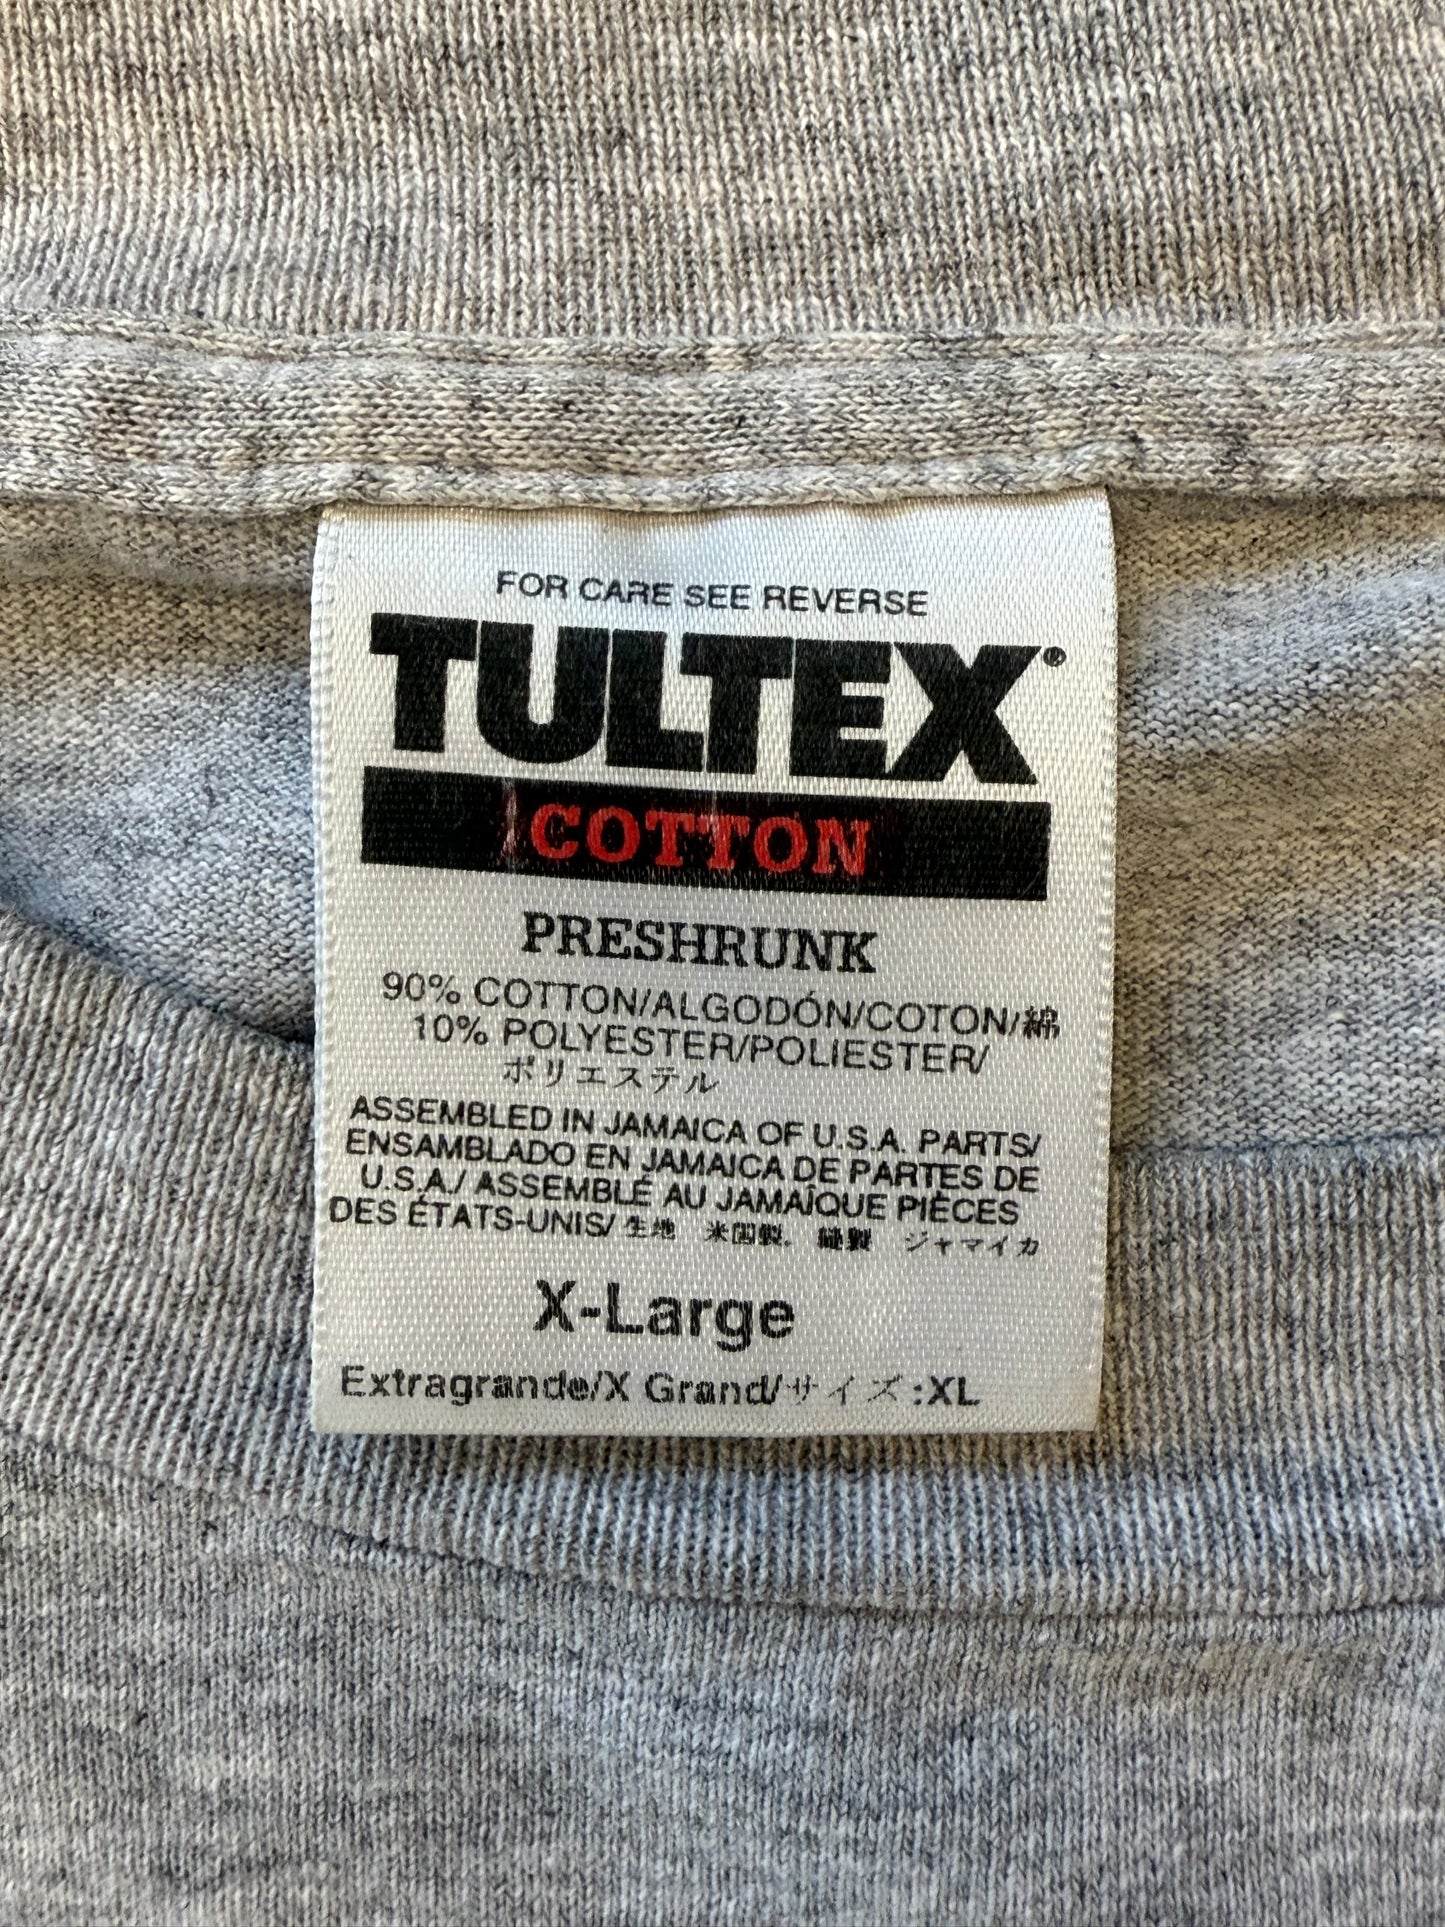 FOR CARE SEE REVERSE
TULTEX®
COTTON
PRESHRUNK
90% COTTON/ALGODÓN/COTON/綿
10% POLYESTER/POLIESTER/
ポリエステル
ASSEMBLED IN JAMAICA OF U.S.A. PARTS/
ENSAMBLADO EN JAMAICA DE PARTES DE
U.S.A./ ASSEMBLÉ AU JAMAÏQUE PIÈCES
DES ÉTATS-UNIS/ 生地 米国製. 縫製 ジャマイカ
X-Large
Extragrande/X Grand/サイズ:XL